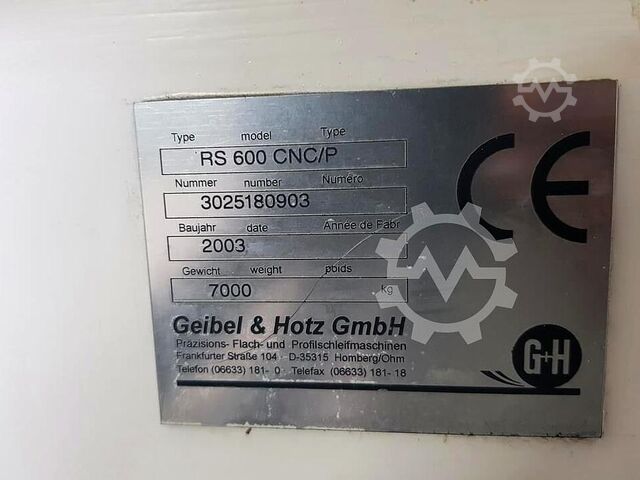 Type model Type
RS 600 CNC/P
Nummer number Numéro
3025180903
Baujahr date Année de Fabr
2003
Gewicht weight poids
7000 kg
CE
Geibel & Hotz GmbH
Präzisions- Flach- und Profilschleifmaschinen
Frankfurter Straße 104 D-35315 Homberg/Ohm
Telefon (06633) 181- 0 Telefax (06633) 181- 18
G+H